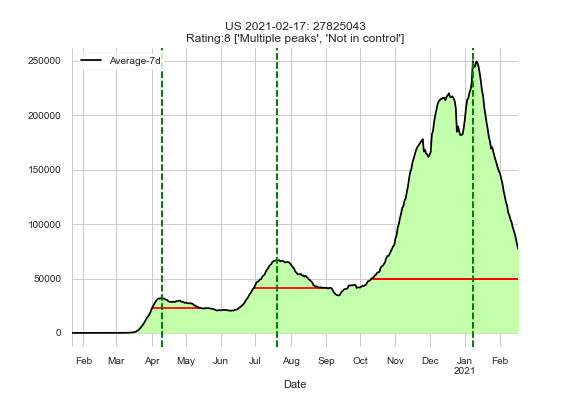 US 2021-02-17: 27825043
Rating:8 ['Multiple peaks', 'Not in control']
Average-7d
250000
200000
150000
100000
50000
0
Feb Mar Apr May Jun Jul Aug Sep Oct Nov Dec Jan Feb
2021
Date